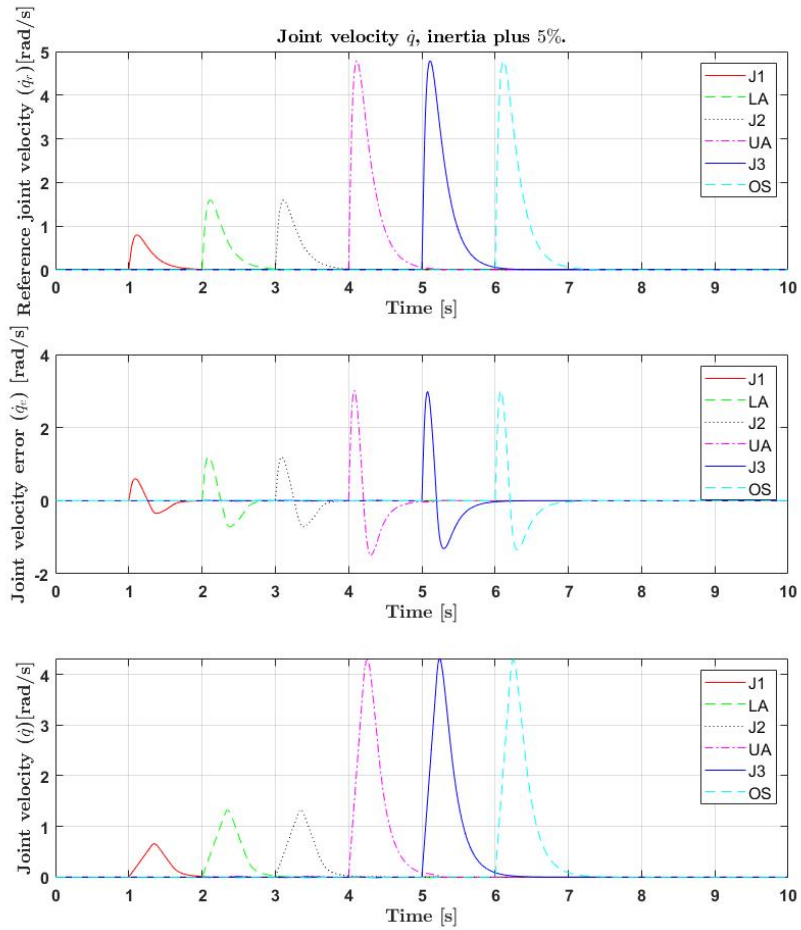 Joint velocity q̇, inertia plus 5%.
Reference joint velocity (q̇ᵣ)[rad/s]
5
4
3
2
1
0
J1
LA
J2
UA
J3
OS
0 1 2 3 4 5 6 7 8 9 10
Time [s]
Joint velocity error (q̇ₑ) [rad/s]
4
2
0
-2
J1
LA
J2
UA
J3
OS
0 1 2 3 4 5 6 7 8 9 10
Time [s]
Joint velocity (q̇)[rad/s]
4
3
2
1
0
J1
LA
J2
UA
J3
OS
0 1 2 3 4 5 6 7 8 9 10
Time [s]